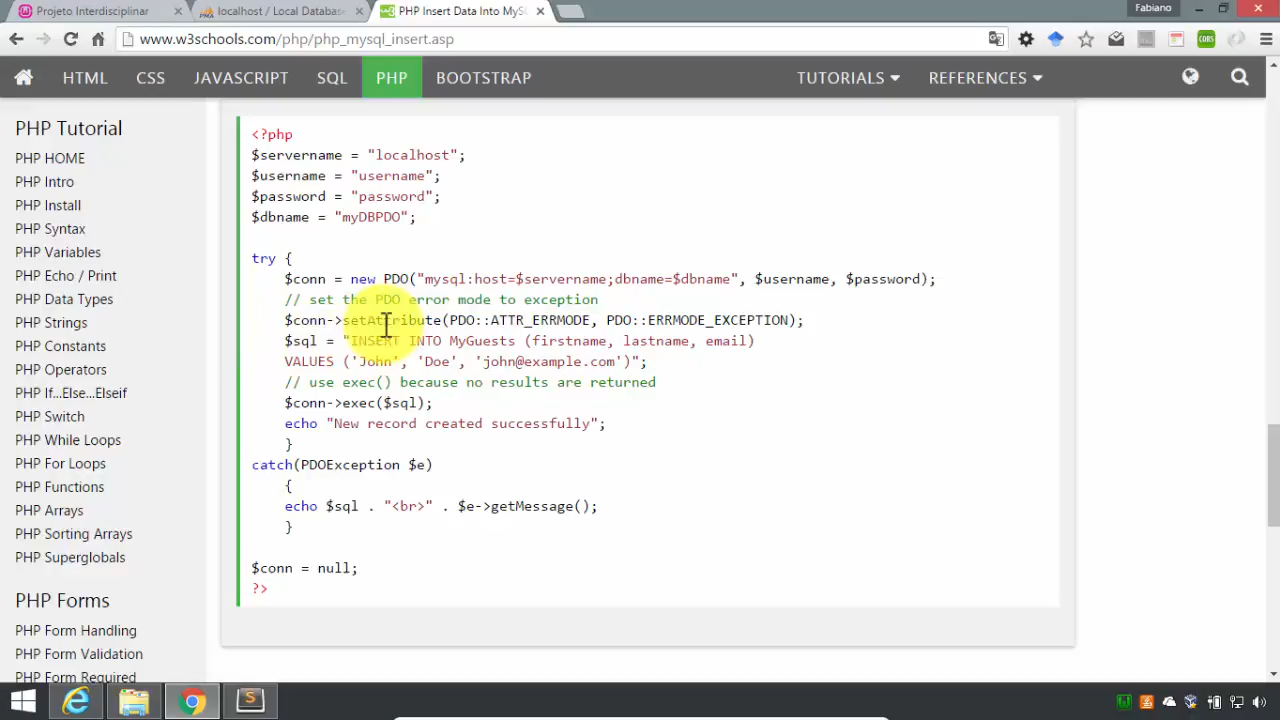 Projeto Interdisciplinar
localhost / Local Databas
PHP Insert Data Into MyS
Fabiano
www.w3schools.com/php/php_mysql_insert.asp
CORS
HTML
CSS
JAVASCRIPT
SQL
PHP
BOOTSTRAP
TUTORIALS
REFERENCES
PHP Tutorial
PHP HOME
PHP Intro
PHP Install
PHP Syntax
PHP Variables
PHP Echo / Print
PHP Data Types
PHP Strings
PHP Constants
PHP Operators
PHP If...Else...Elseif
PHP Switch
PHP While Loops
PHP For Loops
PHP Functions
PHP Arrays
PHP Sorting Arrays
PHP Superglobals
PHP Forms
PHP Form Handling
PHP Form Validation
PHP Form Required
<?php
$servername = "localhost";
$username = "username";
$password = "password";
$dbname = "myDBPDO";
try {
$conn = new PDO("mysql:host=$servername;dbname=$dbname", $username, $password);
// set the PDO error mode to exception
$conn->setAttribute(PDO::ATTR_ERRMODE, PDO::ERRMODE_EXCEPTION);
$sql = "INSERT INTO MyGuests (firstname, lastname, email)
VALUES ('John', 'Doe', 'john@example.com')";
// use exec() because no results are returned
$conn->exec($sql);
echo "New record created successfully";
}
catch(PDOException $e)
{
echo $sql . "<br>" . $e->getMessage();
}
$conn = null;
?>